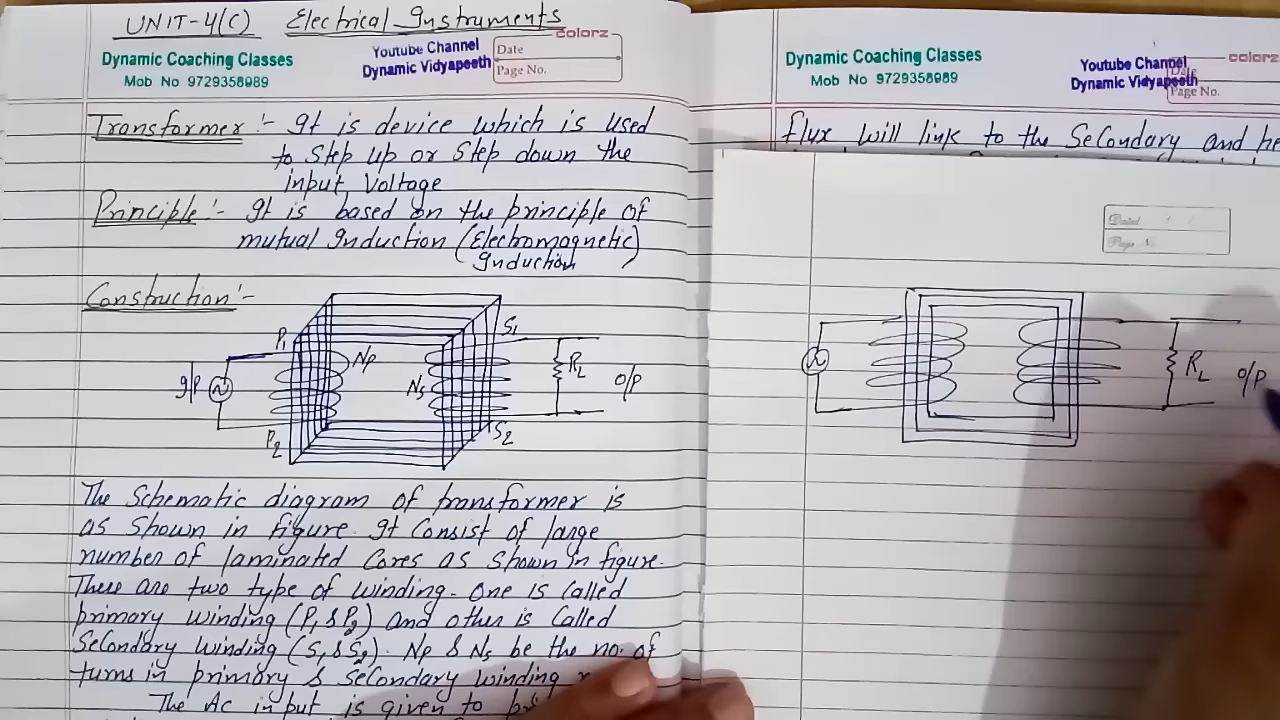 UNIT-4(C) Electrical Instruments
Dynamic Coaching Classes
Mob No 9729358989
Youtube Channel
Dynamic Vidyapeeth
colorz
Date
Page No.
Transformer :- It is device which is used
to Step up or Step down the
input Voltage
Principle :- It is based on the principle of
mutual Induction (Electromagnetic)
Induction
Construction :-
P1
Np
S1
I/P
Ns
RL
O/P
P2
S2
The Schematic diagram of transformer is
as Shown in figure. It Consist of large
number of laminated Cores as Shown in figure.
There are two type of winding. One is Called
primary winding (P1 & P2) and other is Called
Secondary winding (S1 & S2). Np & Ns be the no. of
turns in primary & Secondary winding
The AC input is given to
Dynamic Coaching Classes
Mob No 9729358989
Youtube Channel
Dynamic Vidyapeeth
colorz
Date
Page No.
flux will link to the Secondary and
Date
Page No
RL
O/P